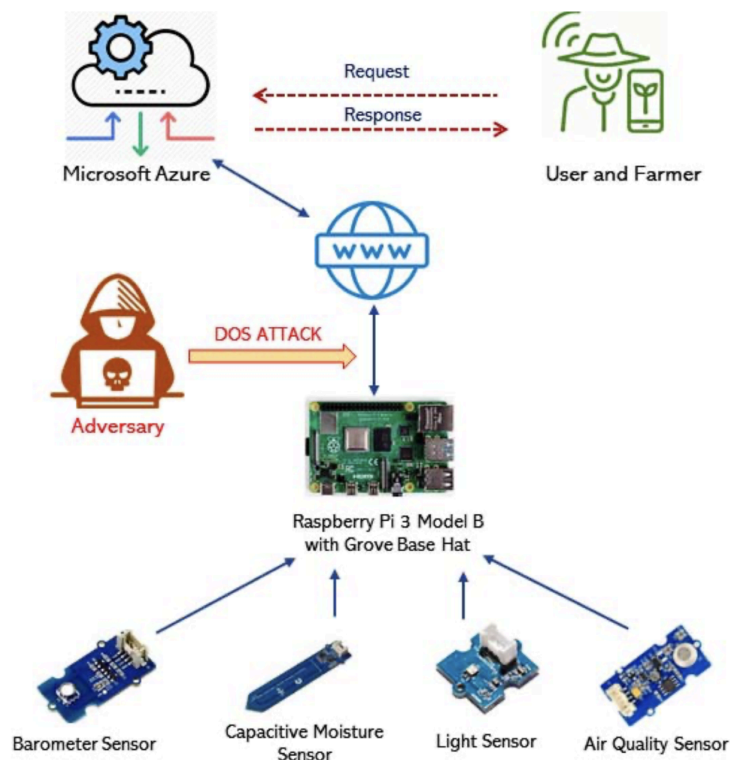 Request
Response
Microsoft Azure
User and Farmer
WWW
DOS ATTACK
Adversary
Raspberry Pi 3 Model B
with Grove Base Hat
Barometer Sensor
Capacitive Moisture
Sensor
Light Sensor
Air Quality Sensor